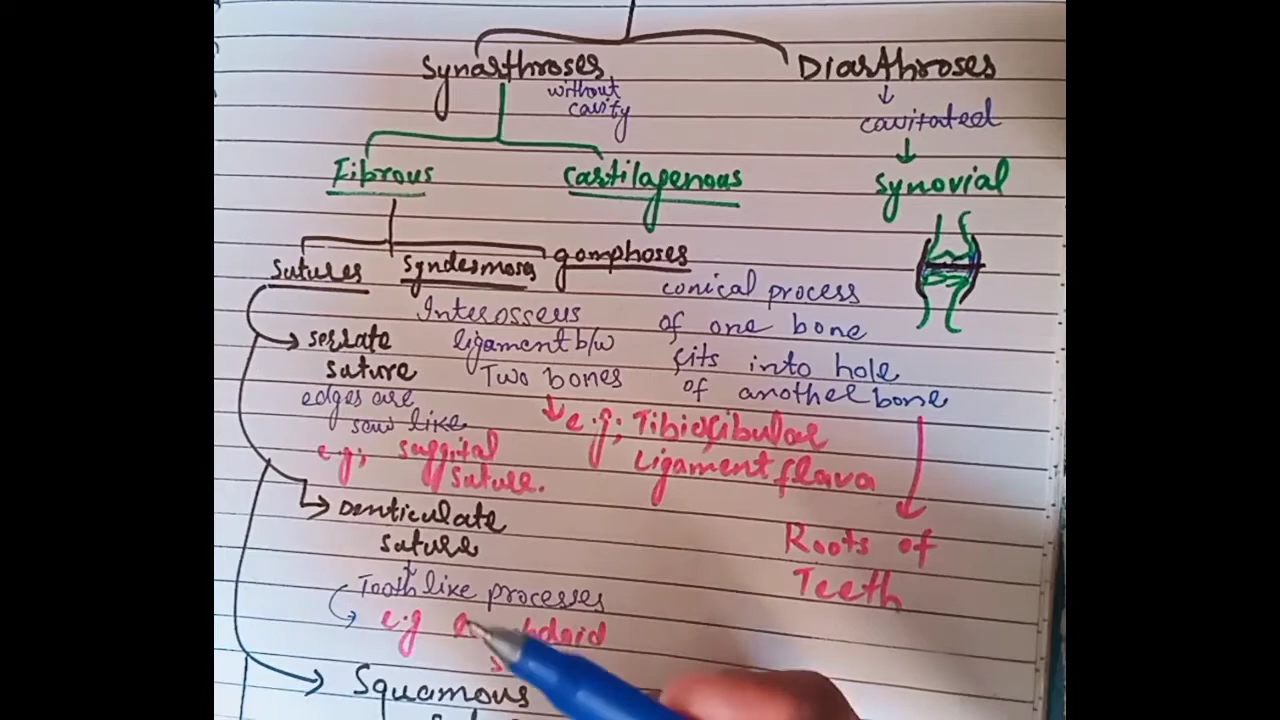 Synarthroses
without
cavity
Diarthroses
cavitated
Synovial
Fibrous
Cartilagenous
Sutures
Syndesmoses
gomphoses
Interosseus
ligament b/w
Two bones
e.g; Tibiofibular
Ligament flava
conical process
of one bone
fits into hole
of another bone
Roots of
Teeth
serrate
suture
edges are
saw like
e.g; saggital
suture.
Denticulate
suture
Tooth like processes
e.g
Squamous